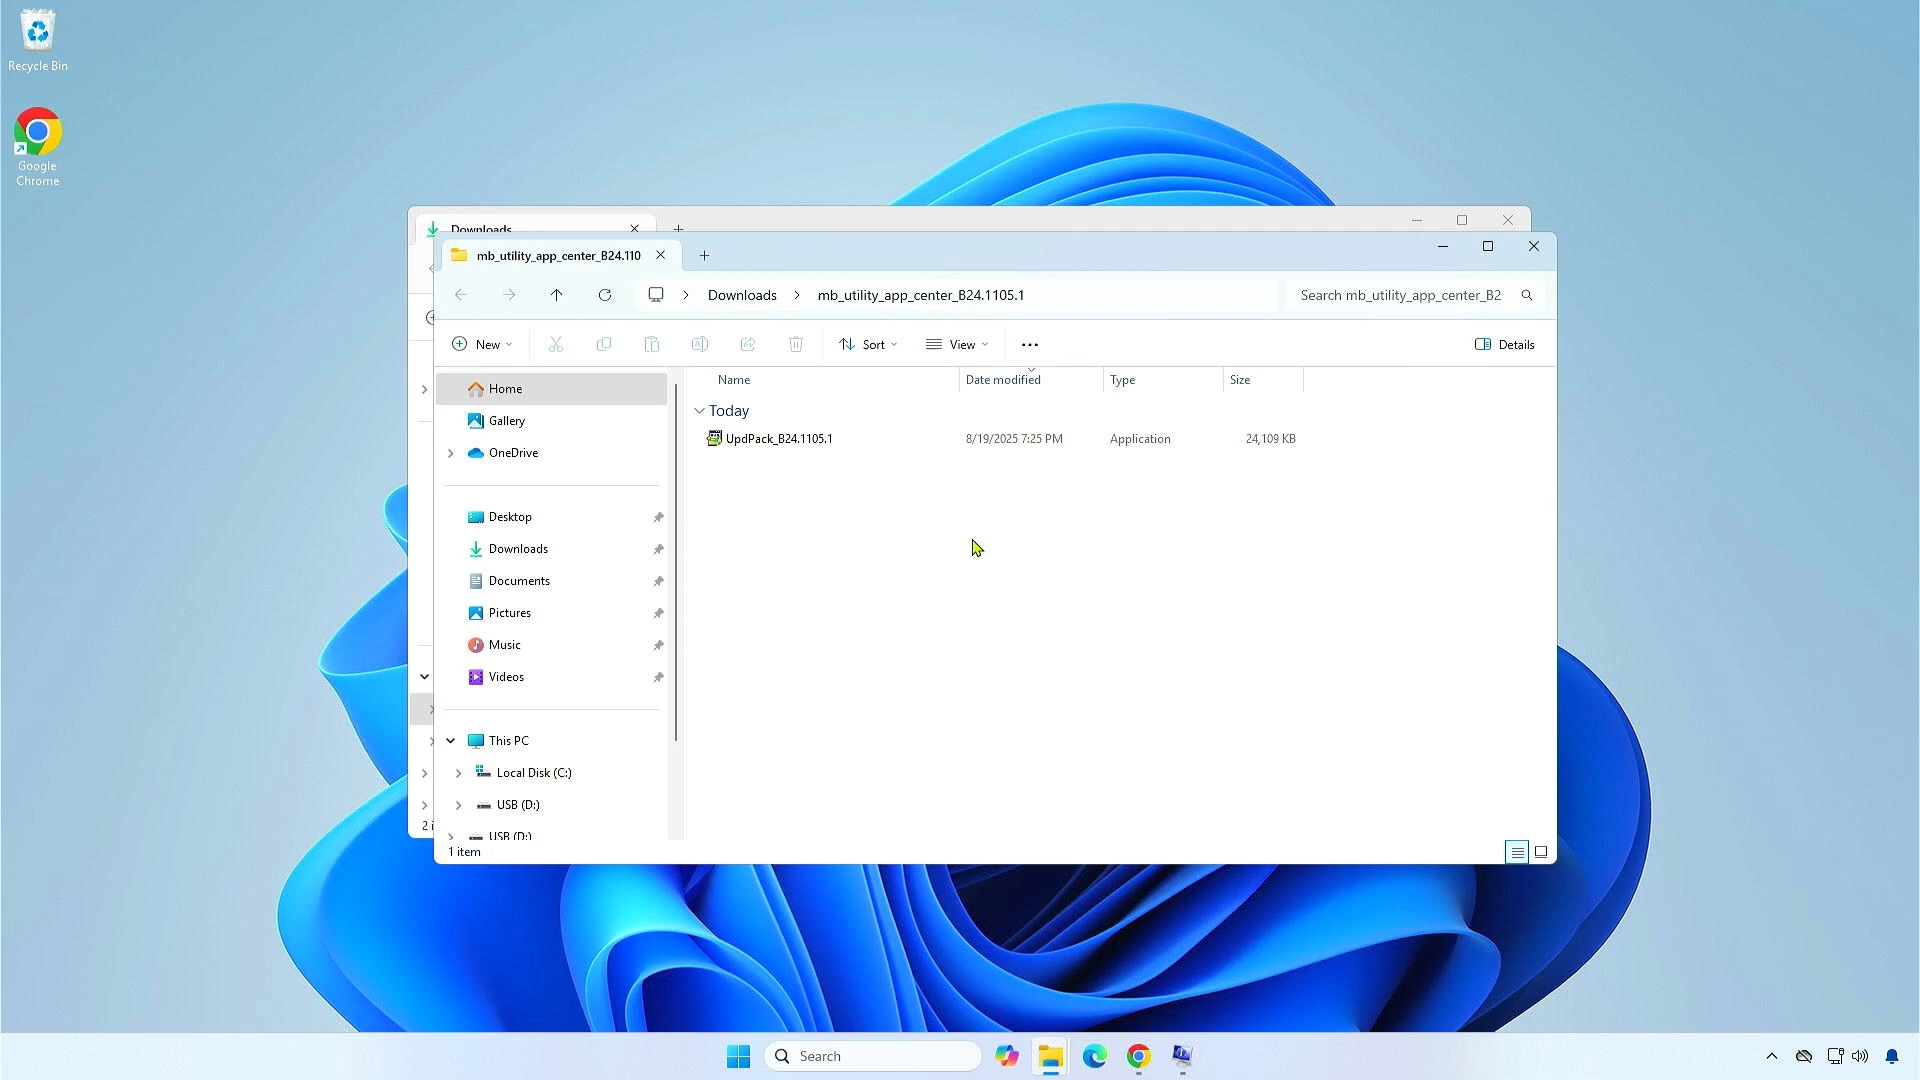 Recycle Bin
Google
Chrome
Downloads
mb_utility_app_center_B24.110
Downloads
mb_utility_app_center_B24.1105.1
Search mb_utility_app_center_B2
New
Sort
View
Details
Home
Gallery
OneDrive
Desktop
Downloads
Documents
Pictures
Music
Videos
This PC
Local Disk (C:)
USB (D:)
USB (D:)
Name
Date modified
Type
Size
Today
UpdPack_B24.1105.1
8/19/2025 7:25 PM
Application
24,109 KB
2 i
1 item
Search